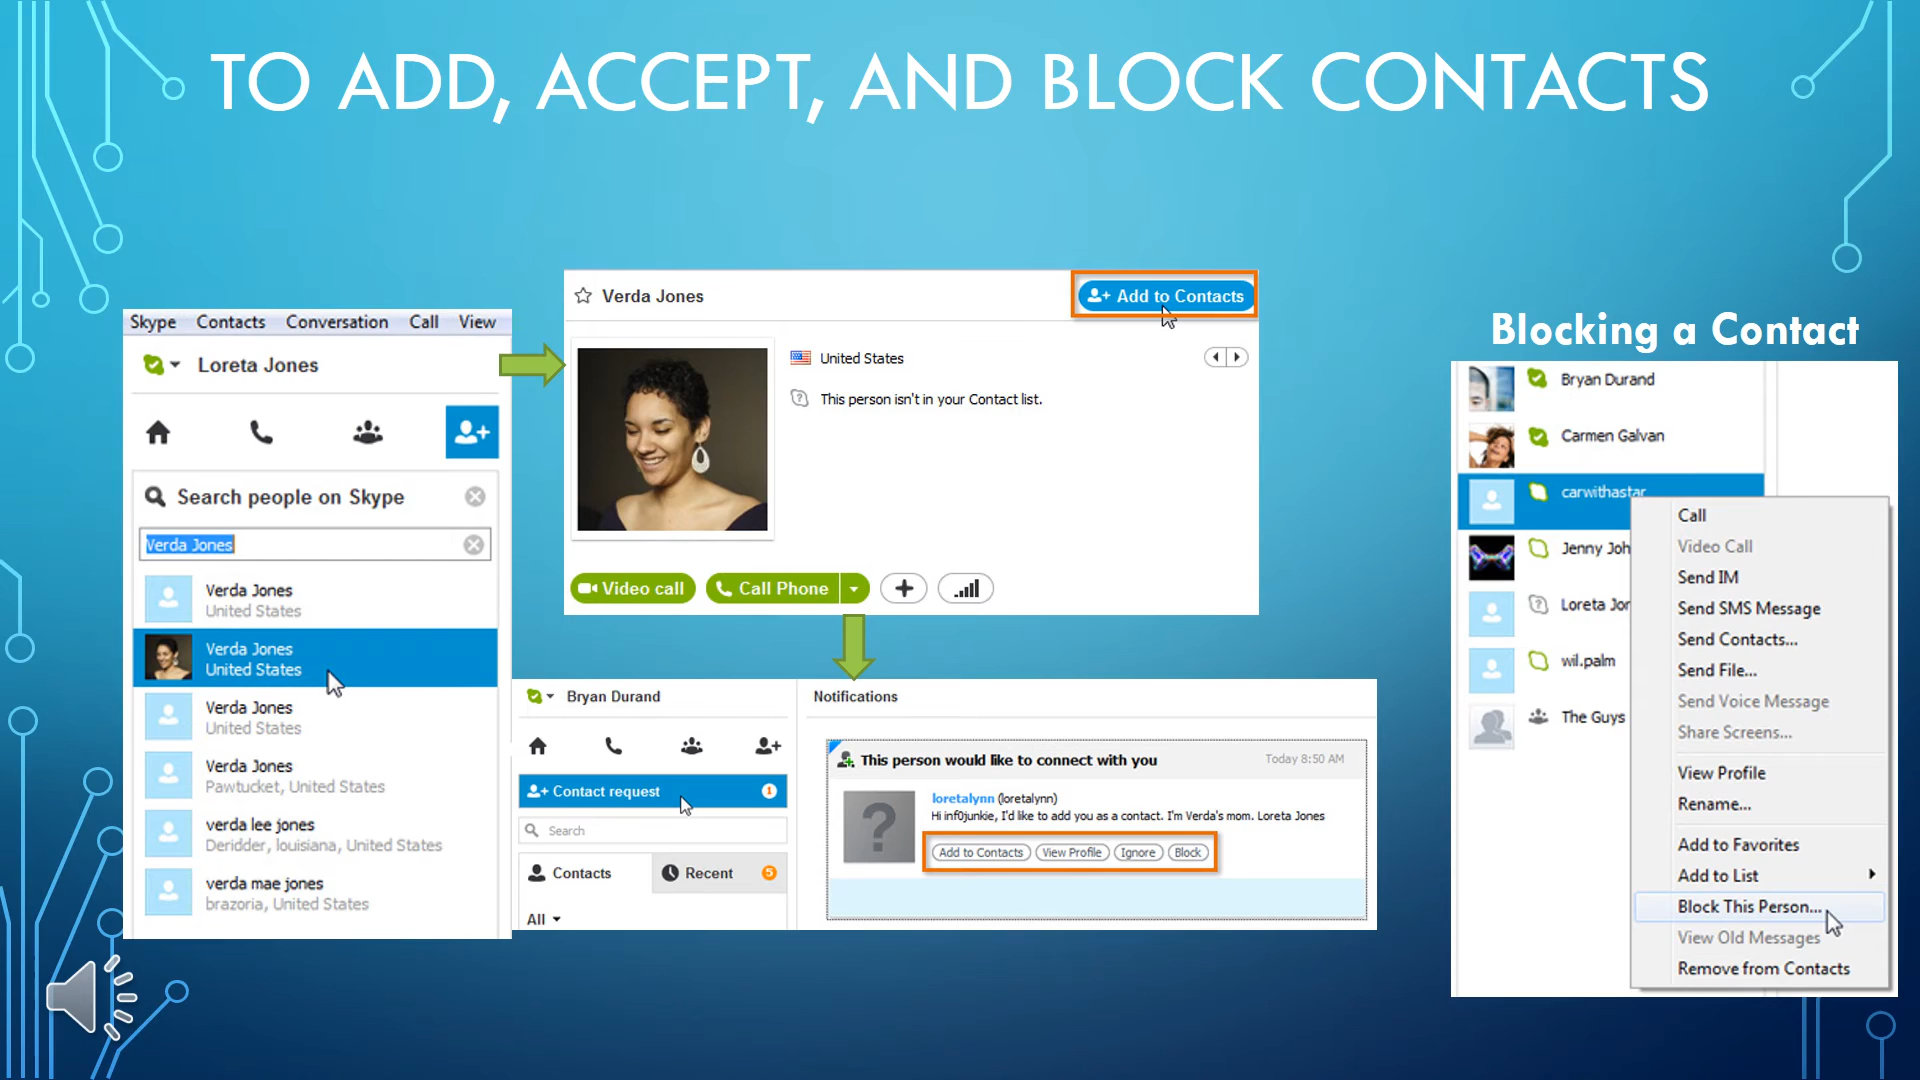 TO ADD, ACCEPT, AND BLOCK CONTACTS
Skype Contacts Conversation Call View
Loreta Jones
Search people on Skype
Verda Jones
Verda Jones
United States
Verda Jones
United States
Verda Jones
United States
Verda Jones
Pawtucket, United States
verda lee jones
Deridder, louisiana, United States
verda mae jones
brazoria, United States
Verda Jones
Add to Contacts
United States
This person isn't in your Contact list.
Video call
Call Phone
Bryan Durand
Contact request 1
Search
Contacts
Recent 5
All
Notifications
This person would like to connect with you
Today 8:50 AM
loretalynn (loretalynn)
Hi inf0junkie, I'd like to add you as a contact. I'm Verda's mom. Loreta Jones
Add to Contacts View Profile Ignore Block
Blocking a Contact
Bryan Durand
Carmen Galvan
carwithastar
Jenny Joh
Loreta Jor
wil.palm
The Guys
Call
Video Call
Send IM
Send SMS Message
Send Contacts...
Send File...
Send Voice Message
Share Screens...
View Profile
Rename...
Add to Favorites
Add to List
Block This Person...
View Old Messages
Remove from Contacts